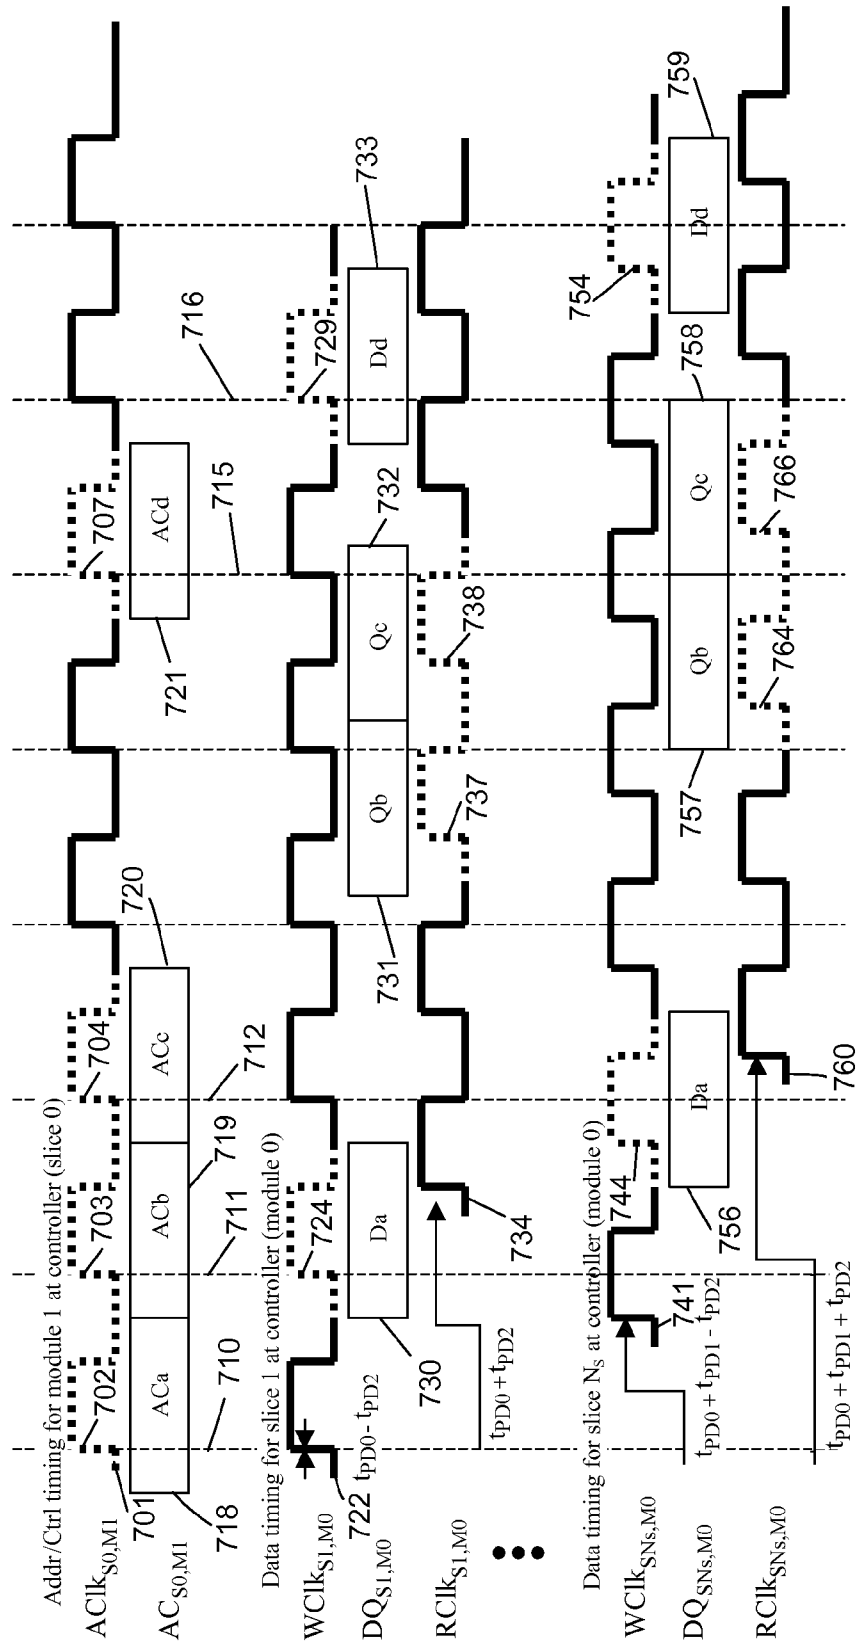 Addr/Ctrl timing for module 1 at controller (slice 0)
AClk_S0,M1
701
702
703
704
707
AC_S0,M1
718
ACa
ACb
719
ACc
720
721
ACd
710
711
712
715
716
Data timing for slice 1 at controller (module 0)
WClk_S1,M0
722
t_PD0 - t_PD2
724
729
DQ_S1,M0
730
Da
731
Qb
Qc
732
Dd
733
RClk_S1,M0
t_PD0 + t_PD2
734
737
738
Data timing for slice N_S at controller (module 0)
WClk_SNs,M0
741
t_PD0 + t_PD1 - t_PD2
744
754
DQ_SNs,M0
756
Da
757
Qb
Qc
758
Dd
759
RClk_SNs,M0
t_PD0 + t_PD1 + t_PD2
760
764
766